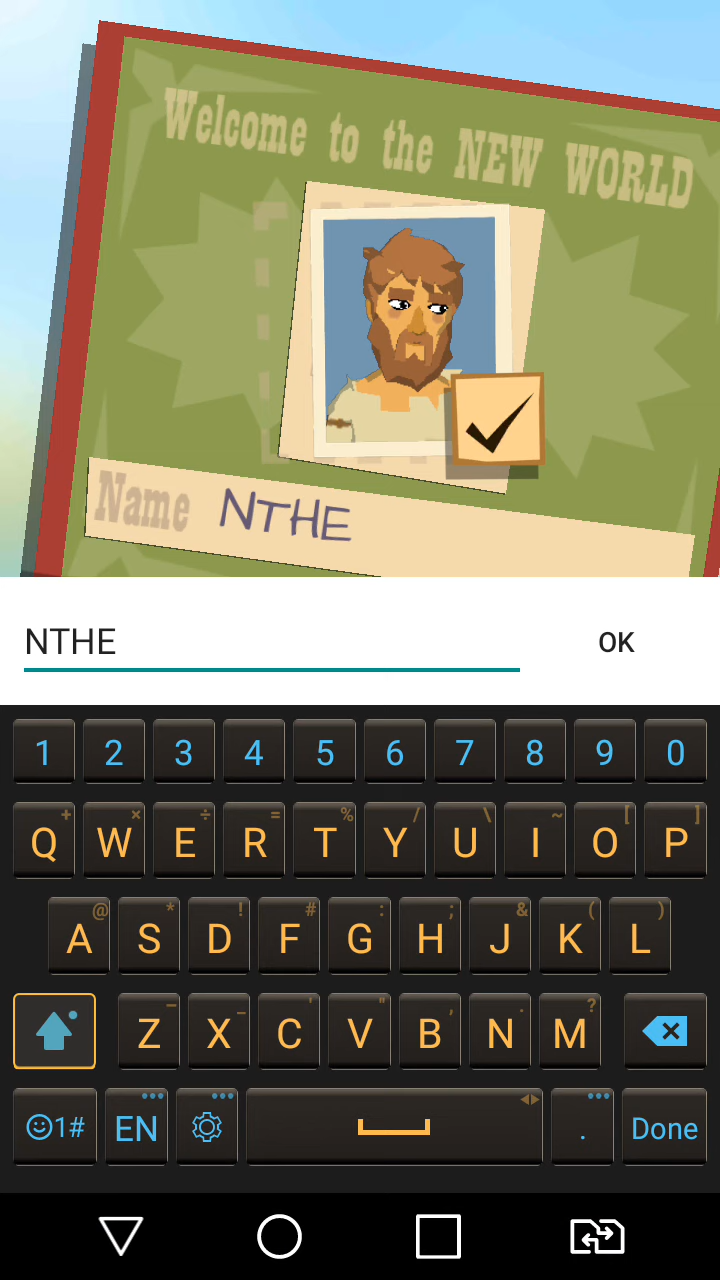 Welcome to the NEW WORLD
Name NTHE
NTHE OK
1 2 3 4 5 6 7 8 9 0
+ × ÷ = % / \ ~ [ ]
Q W E R T Y U I O P
@ * ! # : ; & ( )
A S D F G H J K L
- _ ' " , . ?
Z X C V B N M
1# EN . Done